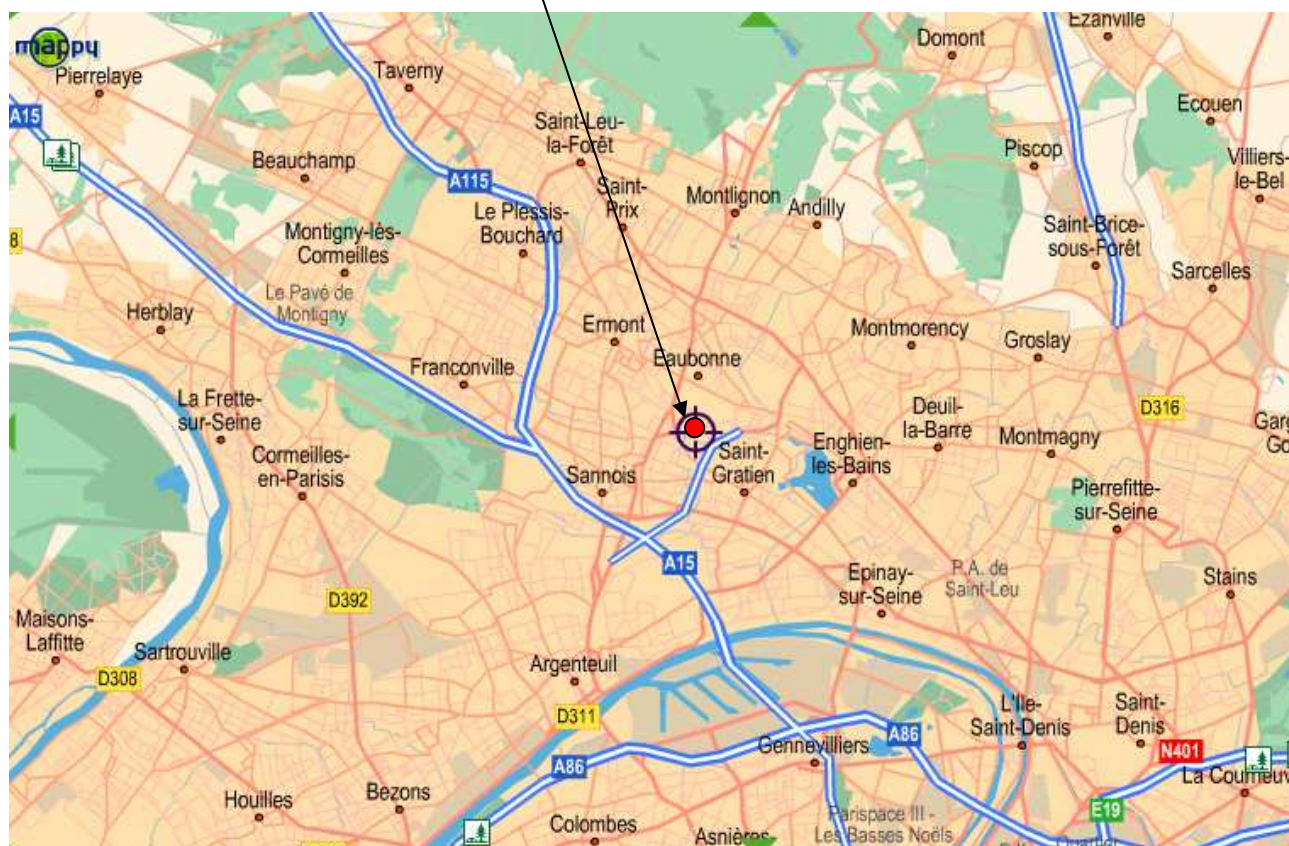 mappy
Pierrelaye
Taverny
Domont
Ezanville
A15
Saint-Leu-
la-Forêt
Ecouen
Beauchamp
Piscop
Villiers-
le-Bel
A115
Saint-
Prix
Montlignon
Andilly
Le Plessis-
Bouchard
Montigny-lès-
Cormeilles
Saint-Brice-
sous-Forêt
8
Sarcelles
Le Pavé de
Montigny
Herblay
Ermont
Montmorency
Groslay
Eaubonne
Franconville
La Frette-
sur-Seine
D316
Deuil-
la-Barre
Montmagny
Enghien-
les-Bains
Saint-
Gratien
Cormeilles-
en-Parisis
Sannois
Pierrefitte-
sur-Seine
A15
Epinay-
sur-Seine
P.A. de
Saint-Leu
Stains
D392
Maisons-
Laffitte
Sartrouville
D308
Argenteuil
D311
L'Ile-
Saint-Denis
Saint-
Denis
A86
Gennevilliers
N401
A86
La Courneuv
Houilles
Bezons
E19
Parispace III -
Les Basses Noëls
Colombes
Asnières
Quartier